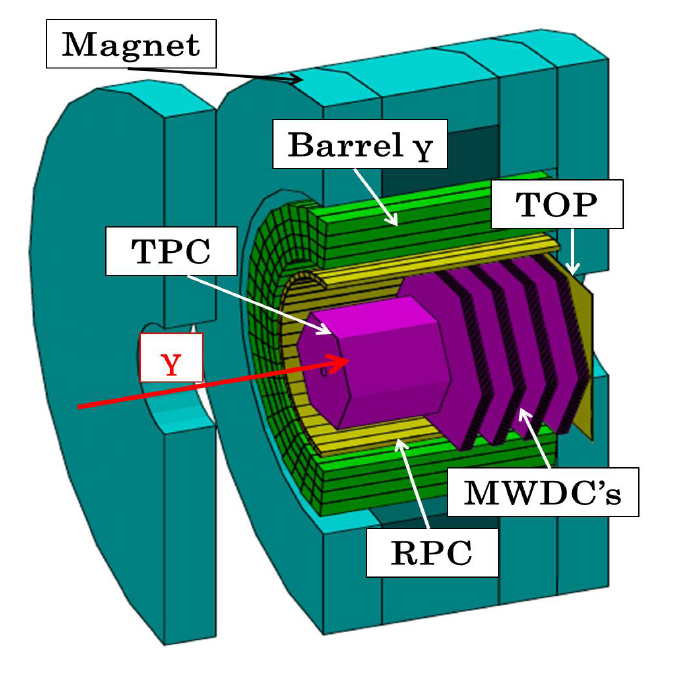 Magnet
Barrel γ
TOP
TPC
γ
MWDC's
RPC